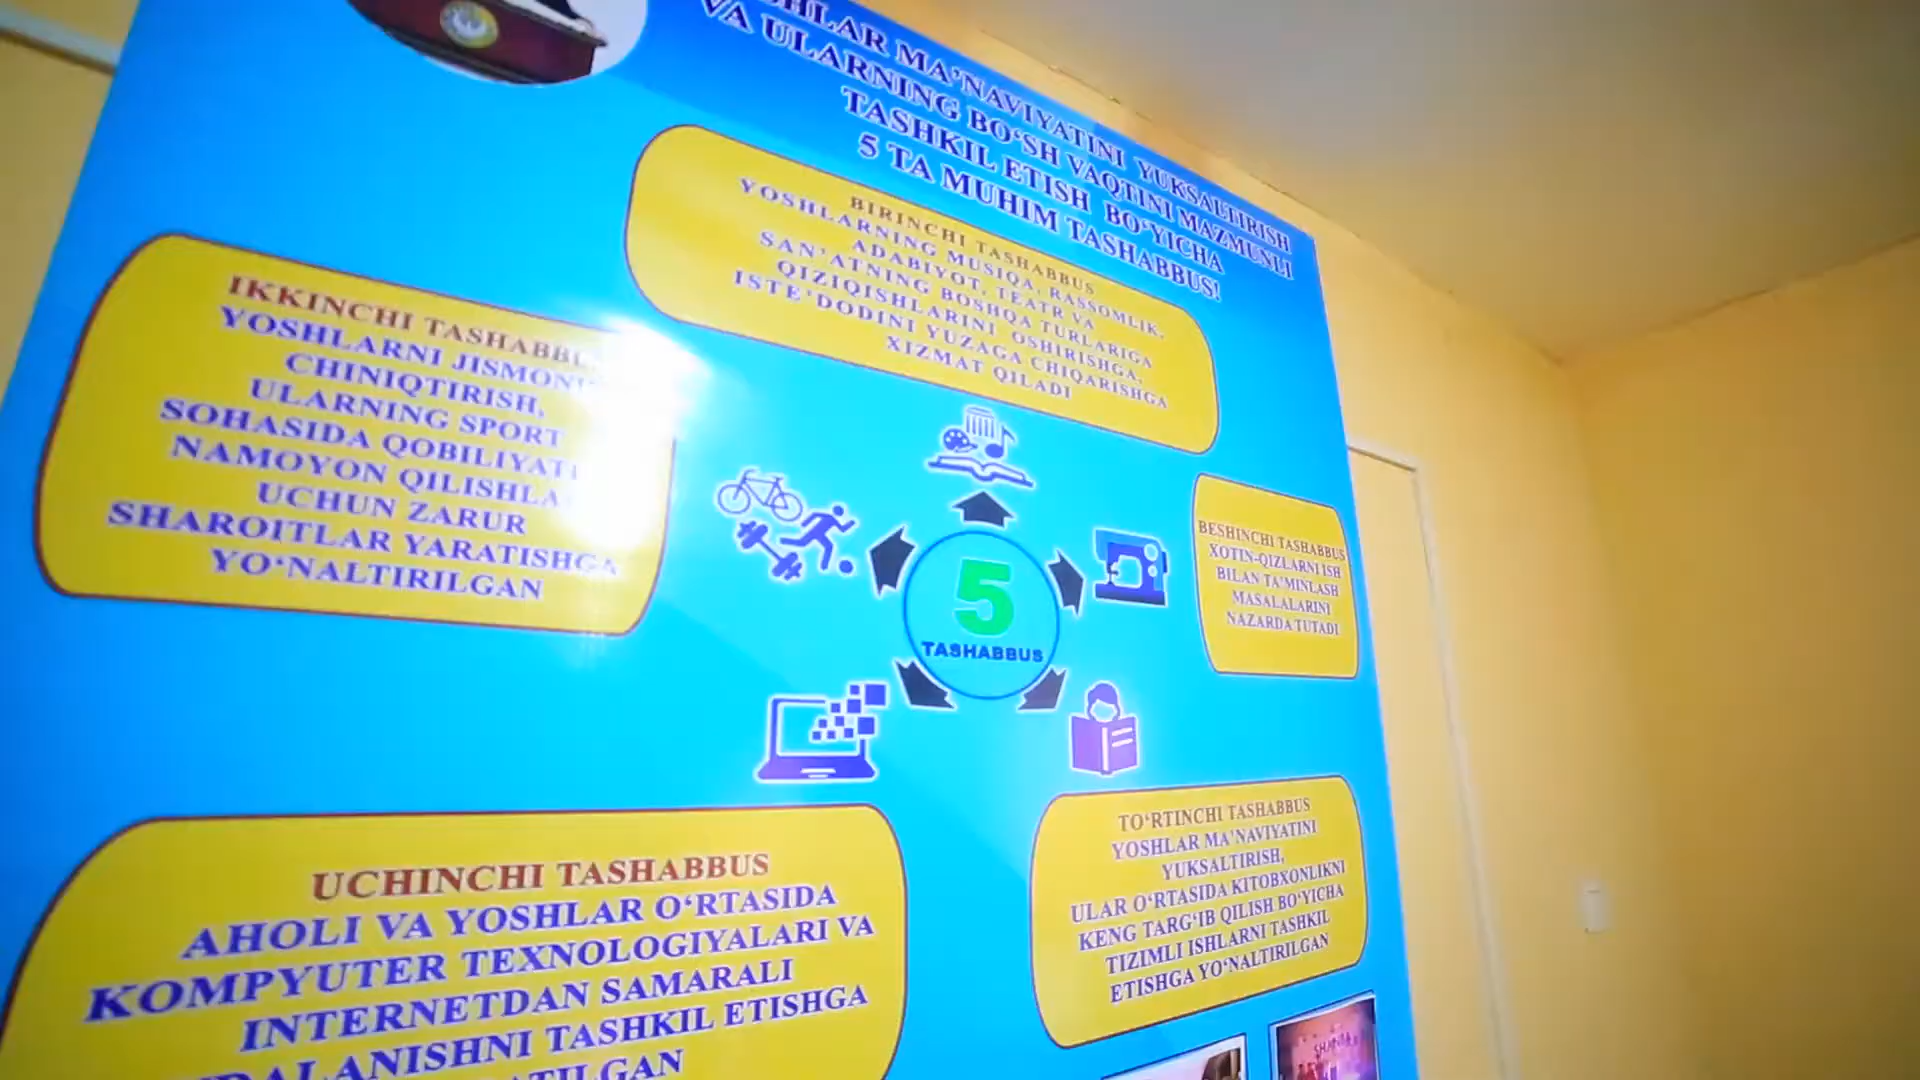 MA’NAVIYATINI YUKSALTIRISH
VA ULARNING BO‘SH VAQTINI MAZMUNLI
TASHKIL ETISH BO‘YICHA
5 TA MUHIM TASHABBUS!
BIRINCHI TASHABBUS
YOSHLARNING MUSIQA, RASSOMLIK,
ADABIYOT, TEATR VA
SAN’ATNING BOSHQA TURLARIGA
QIZIQISHLARINI OSHIRISHGA,
ISTE’DODINI YUZAGA CHIQARISHGA
XIZMAT QILADI
IKKINCHI
YOSHLARNI
CHINIQTIRISH,
ULARNING SPORT
SOHASIDA
NAMOYON
UCHUN ZARUR
SHAROITLAR YARATISHGA
YO‘NALTIRILGAN
BESHINCHI TASHABBUS
XOTIN-QIZLARNI ISH
BILAN TA’MINLASH
MASALALARINI
NAZARDA TUTADI
5
TASHABBUS
UCHINCHI TASHABBUS
AHOLI VA YOSHLAR O‘RTASIDA
KOMPYUTER TEXNOLOGIYALARI VA
INTERNETDAN SAMARALI
TASHKIL ETISHGA
TO‘RTINCHI TASHABBUS
YOSHLAR MA’NAVIYATINI
YUKSALTIRISH,
ULAR O‘RTASIDA KITOBXONLIKNI
KENG TARG‘IB QILISH BO‘YICHA
TIZIMLI ISHLARNI TASHKIL
ETISHGA YO‘NALTIRILGAN